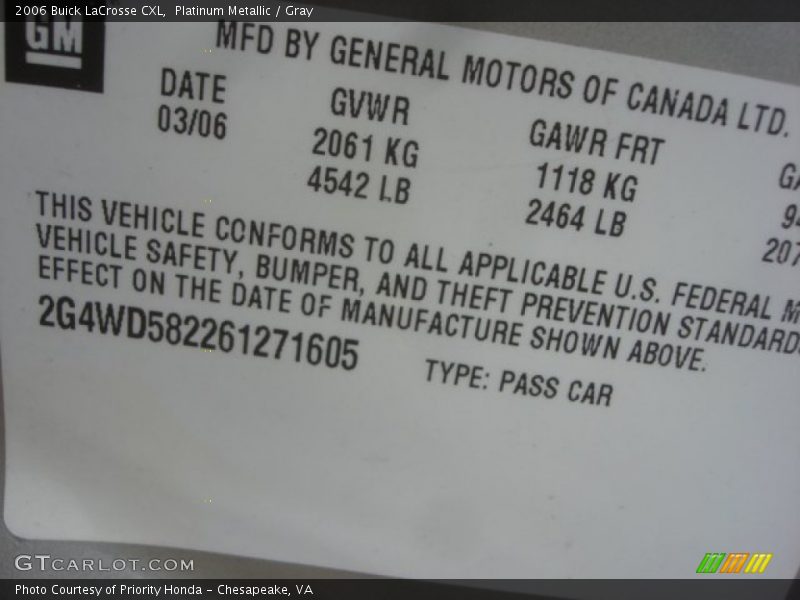 2006 Buick LaCrosse CXL, Platinum Metallic / Gray
GM
MFD BY GENERAL MOTORS OF CANADA LTD.
DATE GVWR GAWR FRT
03/06 2061 KG 1118 KG
4542 LB 2464 LB
THIS VEHICLE CONFORMS TO ALL APPLICABLE U.S. FEDERAL
VEHICLE SAFETY, BUMPER, AND THEFT PREVENTION STANDARDS
EFFECT ON THE DATE OF MANUFACTURE SHOWN ABOVE.
2G4WD582261271605 TYPE: PASS CAR
GTCARLOT.COM
Photo Courtesy of Priority Honda - Chesapeake, VA